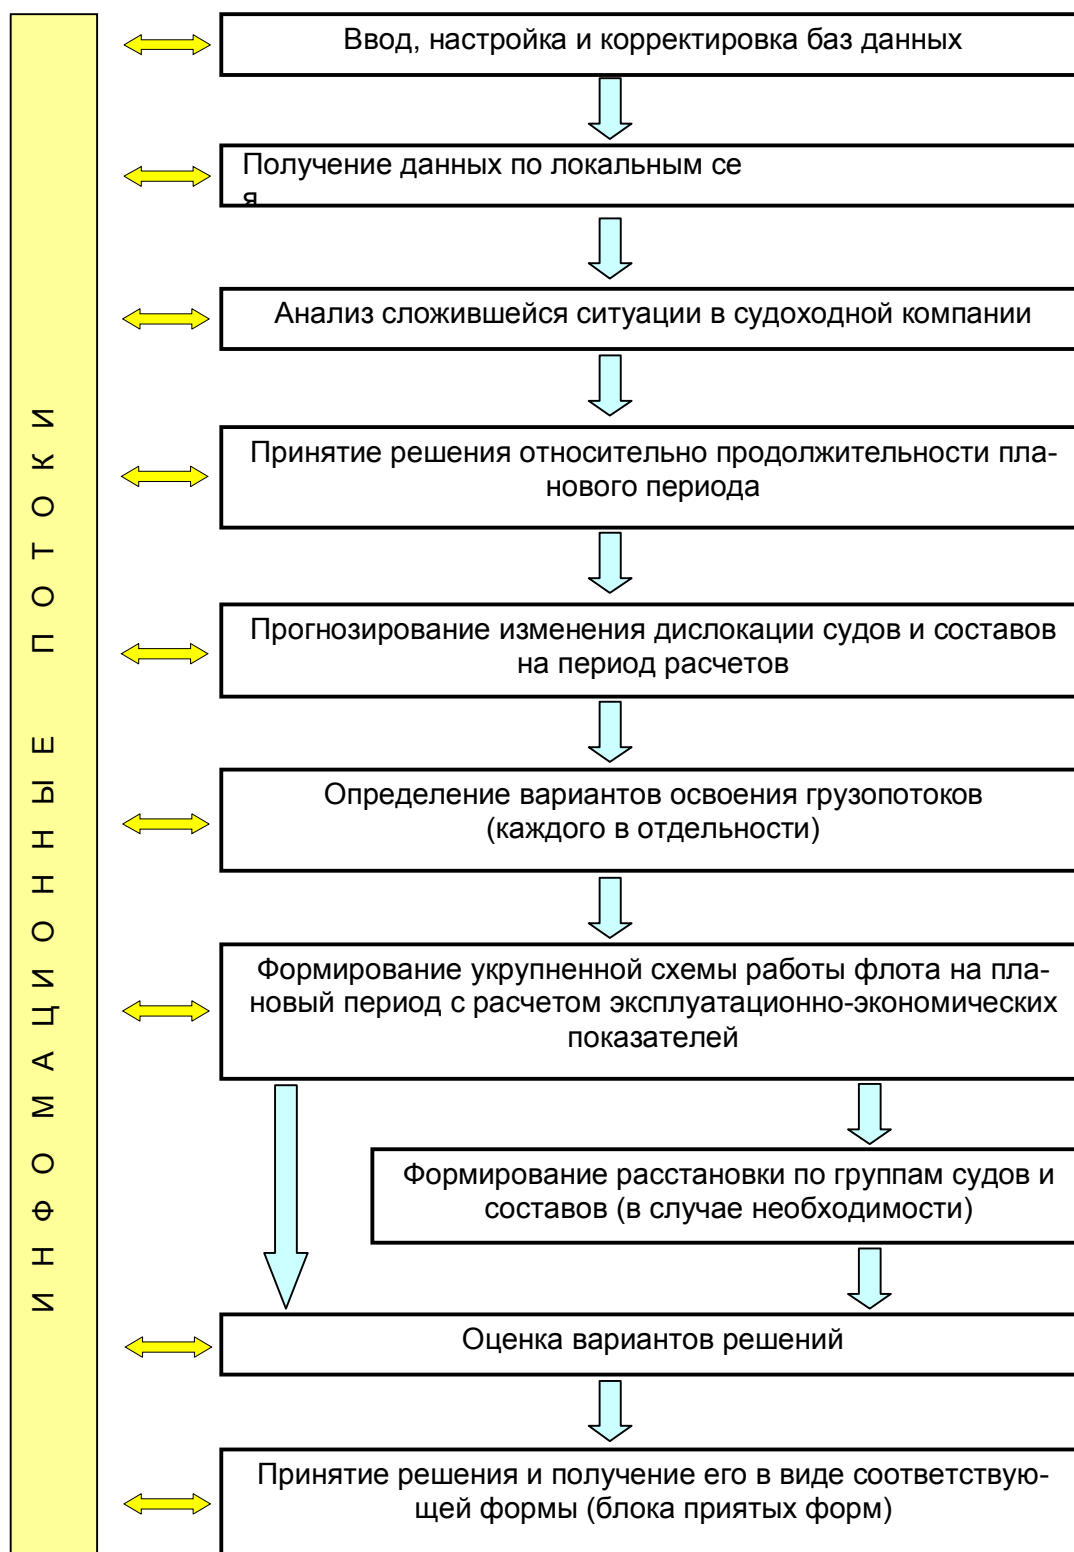 ИНФОМАЦИОННЫЕ ПОТОКИ
Ввод, настройка и корректировка баз данных
Получение данных по локальным се
я
Анализ сложившейся ситуации в судоходной компании
Принятие решения относительно продолжительности пла-
нового периода
Прогнозирование изменения дислокации судов и составов
на период расчетов
Определение вариантов освоения грузопотоков
(каждого в отдельности)
Формирование укрупненной схемы работы флота на пла-
новый период с расчетом эксплуатационно-экономических
показателей
Формирование расстановки по группам судов и
составов (в случае необходимости)
Оценка вариантов решений
Принятие решения и получение его в виде соответствую-
щей формы (блока приятых форм)